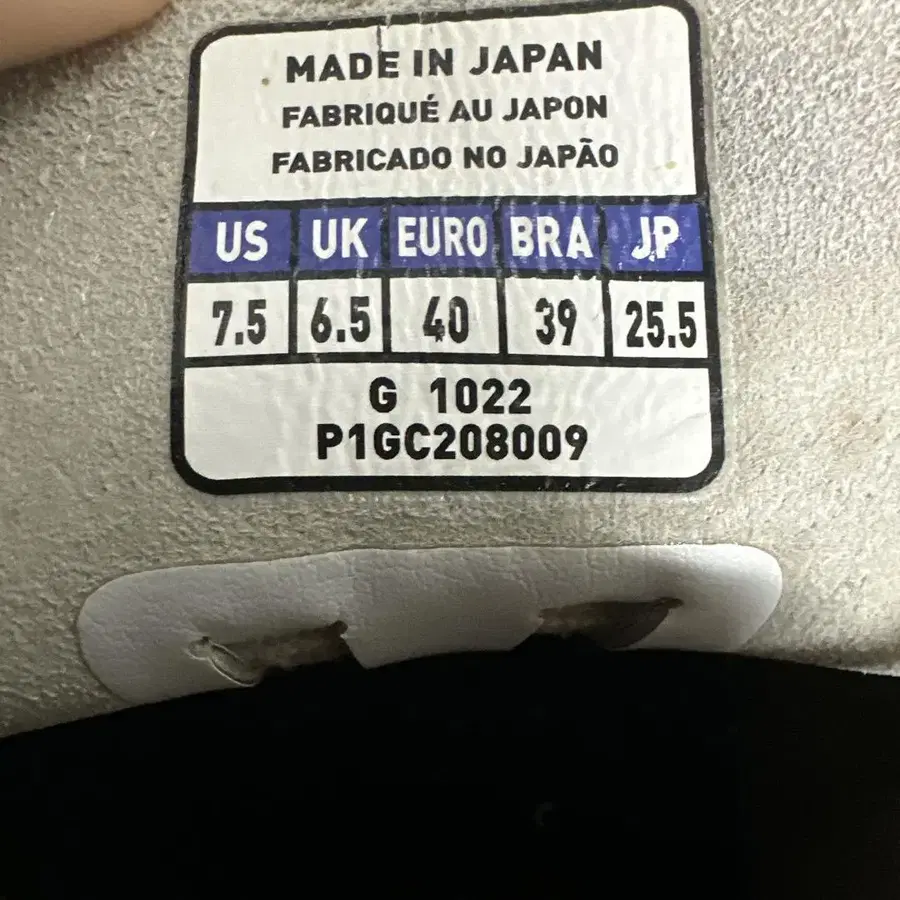 MADE IN JAPAN
FABRIQUÉ AU JAPON
FABRICADO NO JAPÃO
US UK EURO BRA JP
7.5 6.5 40 39 25.5
G 1022
P1GC208009